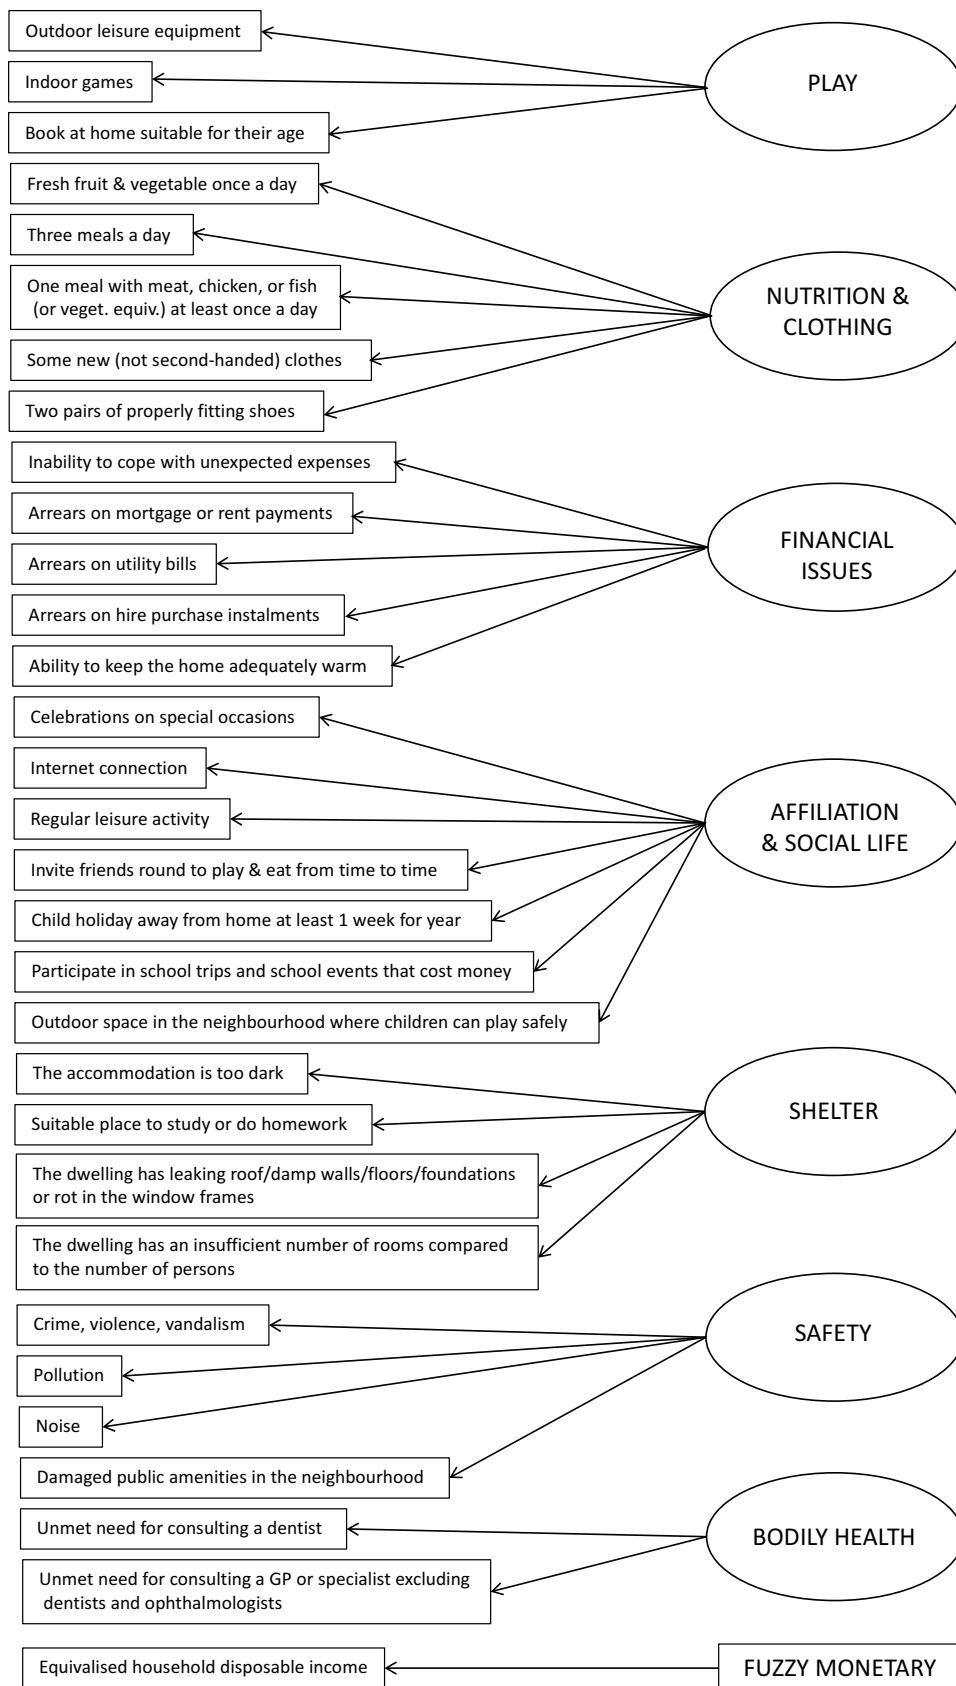 Outdoor leisure equipment
Indoor games
Book at home suitable for their age
PLAY
Fresh fruit & vegetable once a day
Three meals a day
One meal with meat, chicken, or fish
(or veget. equiv.) at least once a day
Some new (not second-handed) clothes
Two pairs of properly fitting shoes
NUTRITION &
CLOTHING
Inability to cope with unexpected expenses
Arrears on mortgage or rent payments
Arrears on utility bills
Arrears on hire purchase instalments
Ability to keep the home adequately warm
FINANCIAL
ISSUES
Celebrations on special occasions
Internet connection
Regular leisure activity
Invite friends round to play & eat from time to time
Child holiday away from home at least 1 week for year
Participate in school trips and school events that cost money
Outdoor space in the neighbourhood where children can play safely
AFFILIATION
& SOCIAL LIFE
The accommodation is too dark
Suitable place to study or do homework
The dwelling has leaking roof/damp walls/floors/foundations
or rot in the window frames
The dwelling has an insufficient number of rooms compared
to the number of persons
SHELTER
Crime, violence, vandalism
Pollution
Noise
Damaged public amenities in the neighbourhood
SAFETY
Unmet need for consulting a dentist
Unmet need for consulting a GP or specialist excluding
dentists and ophthalmologists
BODILY HEALTH
Equivalised household disposable income
FUZZY MONETARY